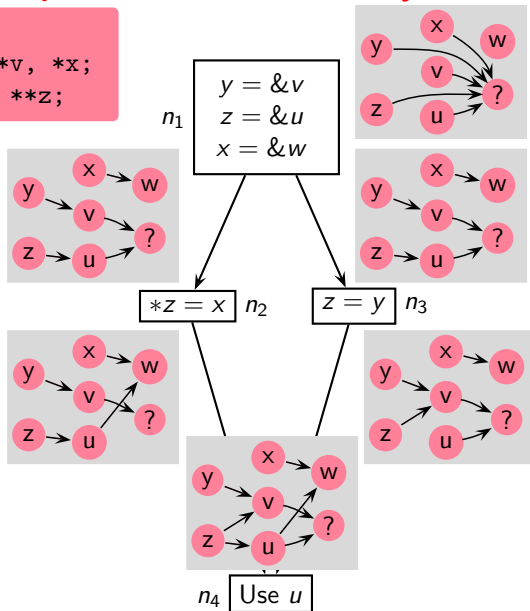 *v, *x;
**z;
x
w
y
v
?
z
u
n1
y = &v
z = &u
x = &w
x
w
y
v
?
z
u
x
w
y
v
?
z
u
*z = x n2
z = y n3
x
w
y
v
?
z
u
x
w
y
v
?
z
u
x
w
y
v
?
z
u
n4 Use u